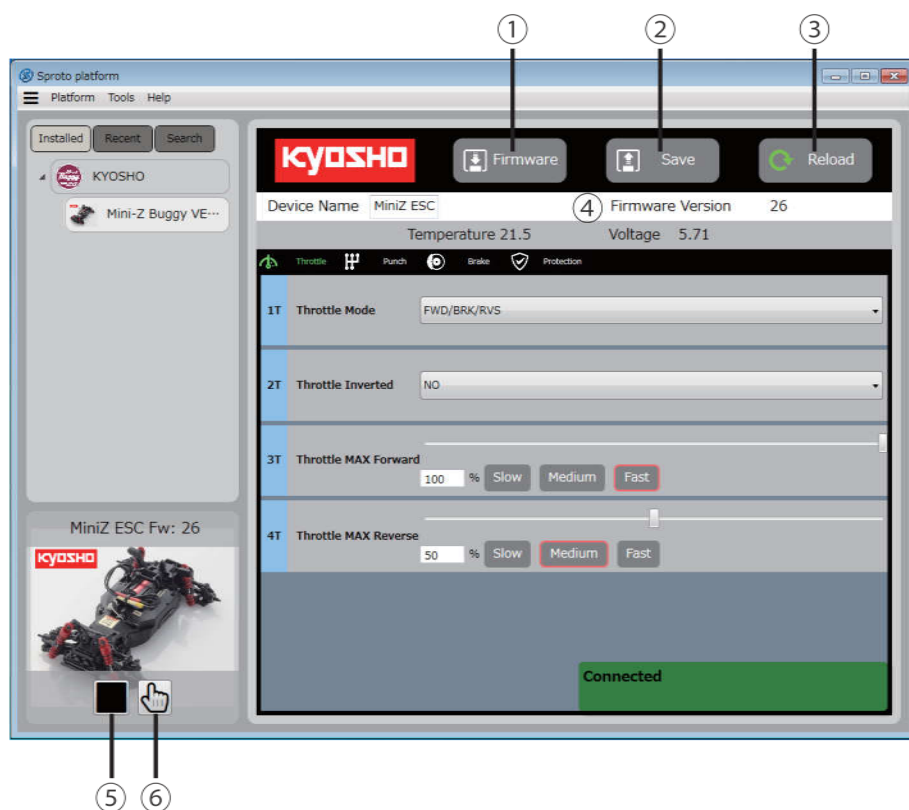 ① ② ③
Sproto platform
Platform Tools Help
Installed Recent Search
KYOSHO
Mini-Z Buggy VE···
KYOSHO
Firmware
Save
Reload
Device Name MiniZ ESC ④ Firmware Version 26
Temperature 21.5 Voltage 5.71
Throttle Punch Brake Protection
1T Throttle Mode FWD/BRK/RVS
2T Throttle Inverted NO
3T Throttle MAX Forward
100 % Slow Medium Fast
4T Throttle MAX Reverse
50 % Slow Medium Fast
MiniZ ESC Fw: 26
KYOSHO
Connected
⑤ ⑥